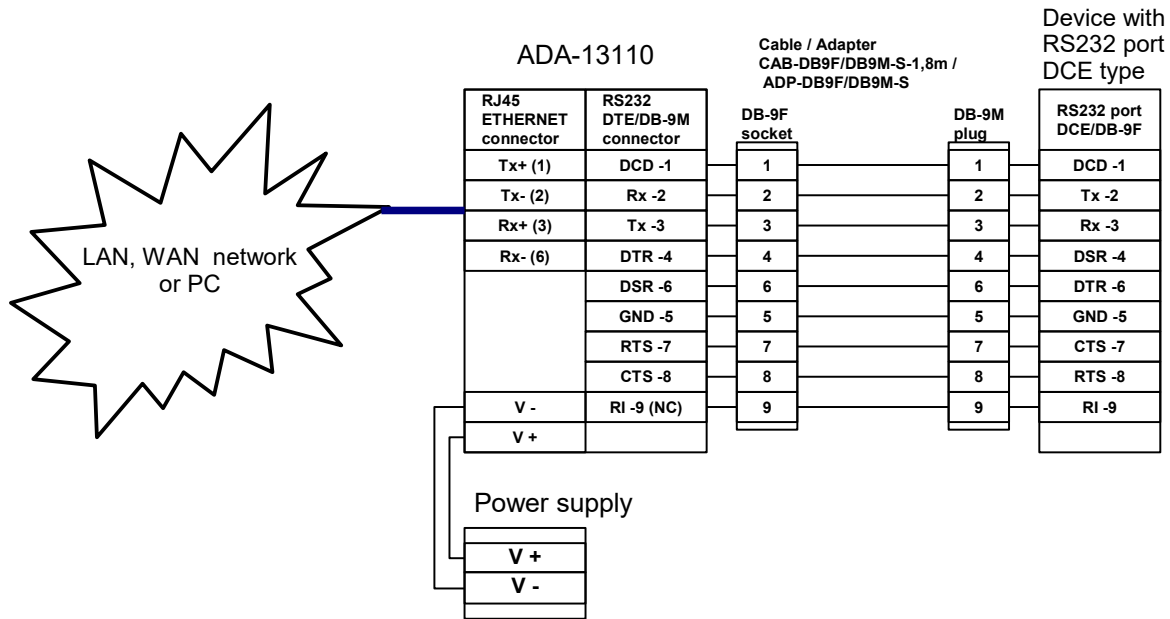 Device with
RS232 port
DCE type
ADA-13110
Cable / Adapter
CAB-DB9F/DB9M-S-1,8m /
ADP-DB9F/DB9M-S
RJ45
ETHERNET
connector
RS232
DTE/DB-9M
connector
DB-9F
socket
DB-9M
plug
RS232 port
DCE/DB-9F
Tx+ (1) DCD -1 1 1 DCD -1
Tx- (2) Rx -2 2 2 Tx -2
Rx+ (3) Tx -3 3 3 Rx -3
Rx- (6) DTR -4 4 4 DSR -4
DSR -6 6 6 DTR -6
GND -5 5 5 GND -5
RTS -7 7 7 CTS -7
CTS -8 8 8 RTS -8
V - RI -9 (NC) 9 9 RI -9
V +
LAN, WAN network
or PC
Power supply
V +
V -